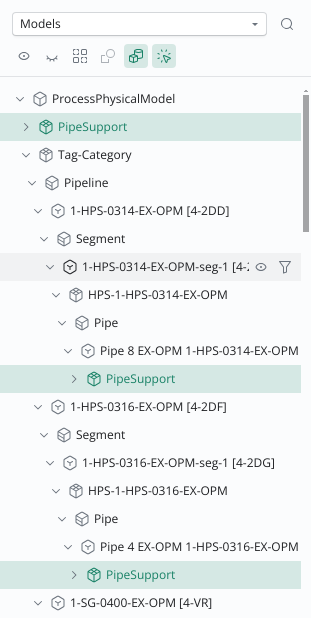 Models
ProcessPhysicalModel
PipeSupport
Tag-Category
Pipeline
1-HPS-0314-EX-OPM [4-2DD]
Segment
1-HPS-0314-EX-OPM-seg-1 [4-2
HPS-1-HPS-0314-EX-OPM
Pipe
Pipe 8 EX-OPM 1-HPS-0314-EX-OPM
PipeSupport
1-HPS-0316-EX-OPM [4-2DF]
Segment
1-HPS-0316-EX-OPM-seg-1 [4-2DG]
HPS-1-HPS-0316-EX-OPM
Pipe
Pipe 4 EX-OPM 1-HPS-0316-EX-OPM
PipeSupport
1-SG-0400-EX-OPM [4-VR]